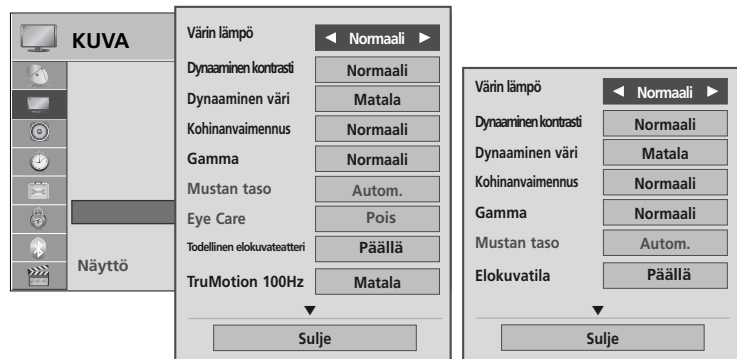 KUVA
Näyttö
Värin lämpö ◄ Normaali ►
Dynaaminen kontrasti Normaali
Dynaaminen väri Matala
Kohinanvaimennus Normaali
Gamma Normaali
Mustan taso Autom.
Eye Care Pois
Todellinen elokuvateatteri Päällä
TruMotion 100Hz Matala
▼
Sulje
Värin lämpö ◄ Normaali ►
Dynaaminen kontrasti Normaali
Dynaaminen väri Matala
Kohinanvaimennus Normaali
Gamma Normaali
Mustan taso Autom.
Elokuvatila Päällä
▼
Sulje